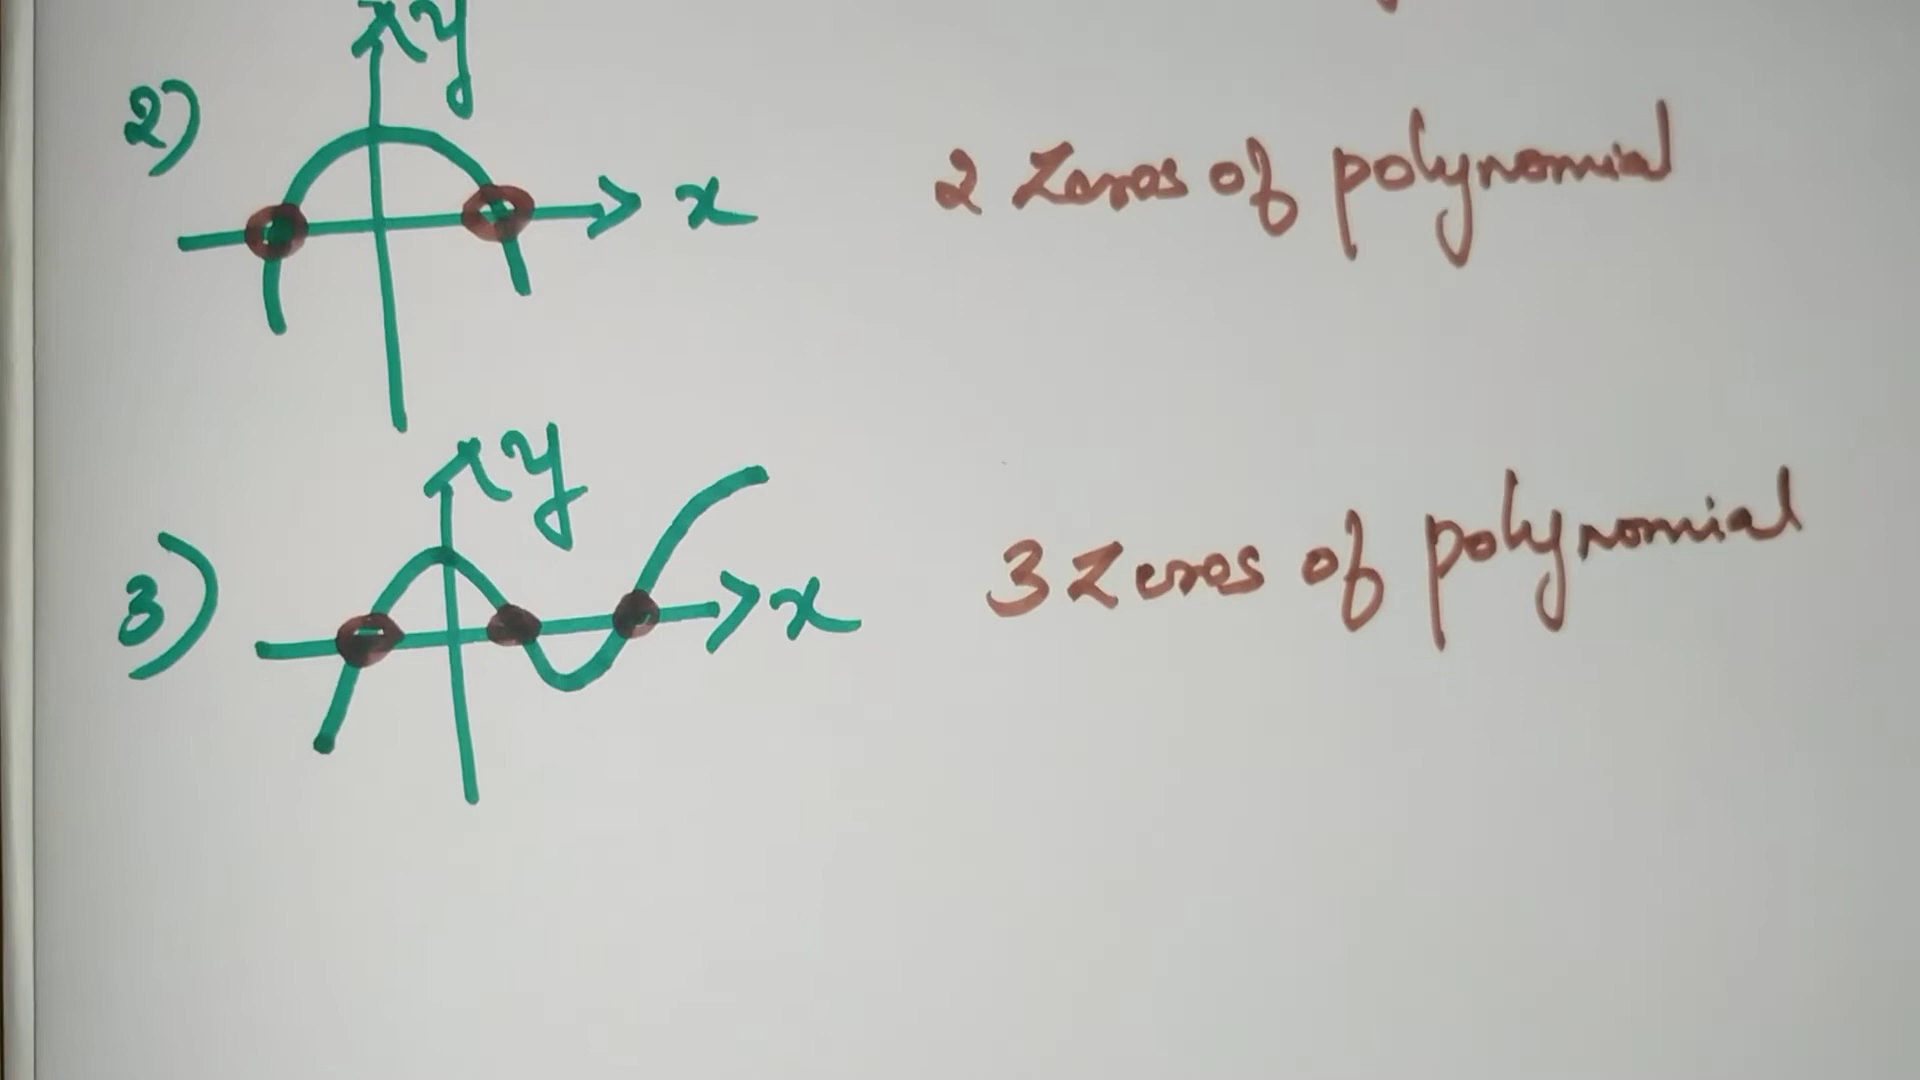 y
2)
x
2 Zeros of polynomial
y
3)
x
3 Zeros of polynomial